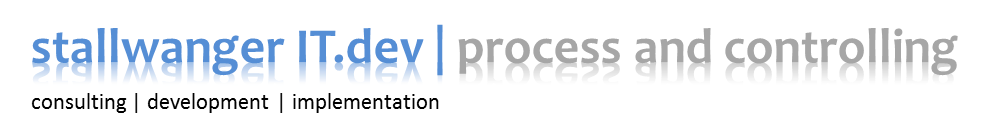 stallwanger IT.dev | process and controlling
consulting | development | implementation